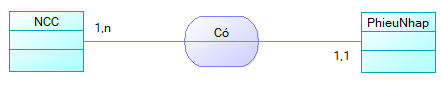 NCC
1,n
Có
PhieuNhap
1,1